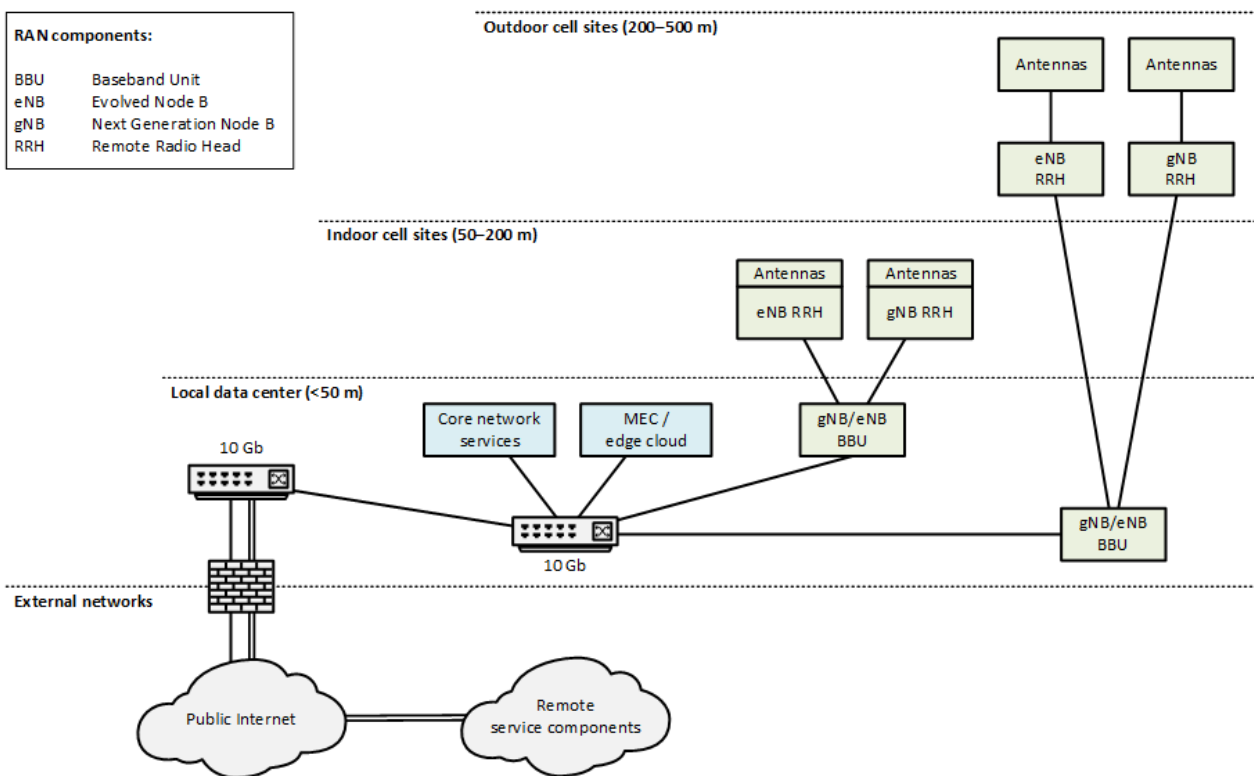 Outdoor cell sites (200–500 m)
RAN components:
BBU Baseband Unit
eNB Evolved Node B
gNB Next Generation Node B
RRH Remote Radio Head
Antennas
Antennas
eNB
RRH
gNB
RRH
Indoor cell sites (50–200 m)
Antennas
eNB RRH
Antennas
gNB RRH
Local data center (<50 m)
Core network
services
MEC /
edge cloud
gNB/eNB
BBU
10 Gb
10 Gb
gNB/eNB
BBU
External networks
Public Internet
Remote
service components